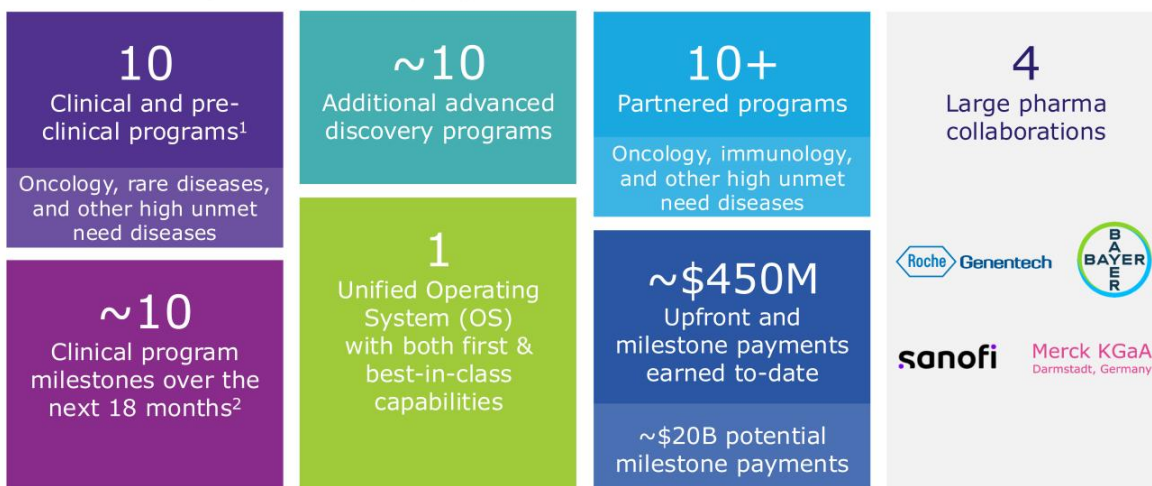 10
Clinical and pre-
clinical programs¹
Oncology, rare diseases,
and other high unmet
need diseases
~10
Clinical program
milestones over the
next 18 months²
~10
Additional advanced
discovery programs
1
Unified Operating
System (OS)
with both first &
best-in-class
capabilities
10+
Partnered programs
Oncology, immunology,
and other high unmet
need diseases
~$450M
Upfront and
milestone payments
earned to-date
~$20B potential
milestone payments
4
Large pharma
collaborations
Roche Genentech
BAYER
BAYER
sanofi
Merck KGaA
Darmstadt, Germany